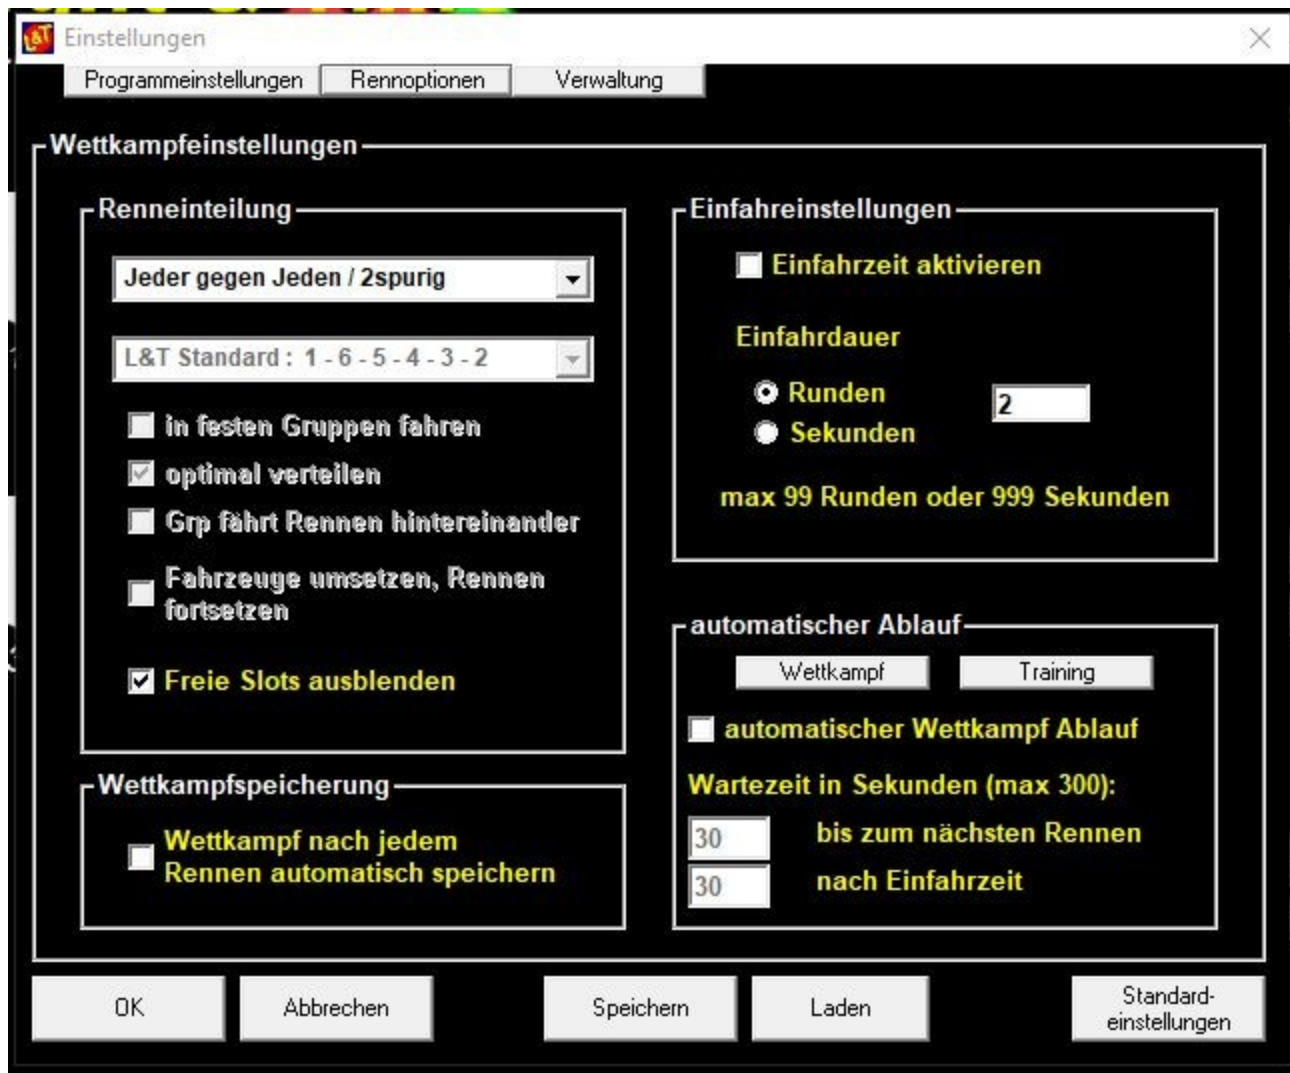 L&T Einstellungen
Programmeinstellungen Rennoptionen Verwaltung
Wettkampfeinstellungen
Renneinteilung
Jeder gegen Jeden / 2spurig
L&T Standard : 1 - 6 - 5 - 4 - 3 - 2
in festen Gruppen fahren
optimal verteilen
Grp fährt Rennen hintereinander
Fahrzeuge umsetzen, Rennen
fortsetzen
Freie Slots ausblenden
Wettkampfspeicherung
Wettkampf nach jedem
Rennen automatisch speichern
Einfahreinstellungen
Einfahrzeit aktivieren
Einfahrdauer
Runden
2
Sekunden
max 99 Runden oder 999 Sekunden
automatischer Ablauf
Wettkampf Training
automatischer Wettkampf Ablauf
Wartezeit in Sekunden (max 300):
30 bis zum nächsten Rennen
30 nach Einfahrzeit
OK Abbrechen Speichern Laden Standard-
einstellungen